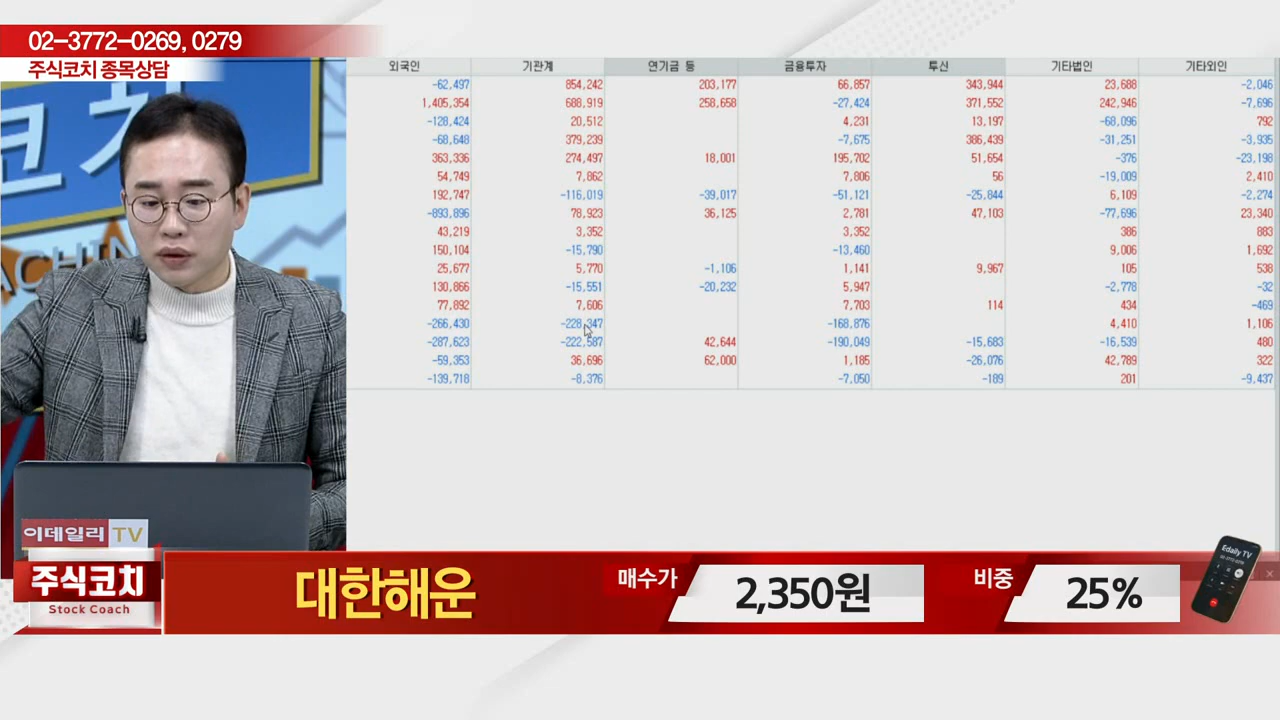 02-3772-0269, 0279
주식코치 종목상담
코치
ACHIN
외국인 기관계 연기금 등 금융투자 투신 기타법인 기타외인
-62,497 854,242 203,177 66,857 343,944 23,688 -2,046
1,405,354 688,919 258,658 -27,424 371,552 242,946 -7,696
-128,424 20,512 4,231 13,197 -68,096 792
-68,648 379,239 -7,675 386,439 -31,251 -3,935
363,336 274,497 18,001 195,702 51,654 -376 -23,198
54,749 7,862 7,806 56 -19,009 2,410
192,747 -116,019 -39,017 -51,121 -25,844 6,109 -2,274
-893,896 78,923 36,125 2,781 47,103 -77,696 23,340
43,219 3,352 3,352 386 883
150,104 -15,790 -13,460 9,006 1,692
25,677 5,770 -1,106 1,141 9,967 105 538
130,866 -15,551 -20,232 5,947 -2,778 -32
77,892 7,606 7,703 114 434 -469
-266,430 -228,347 -168,876 4,410 1,106
-287,623 -222,587 42,644 -190,049 -15,683 -16,539 480
-59,353 36,696 62,000 1,185 -26,076 42,789 322
-139,718 -8,376 -7,050 -189 201 -9,437
이데일리 TV
주식코치
Stock Coach
대한해운 매수가 2,350원 비중 25%
Edaily TV